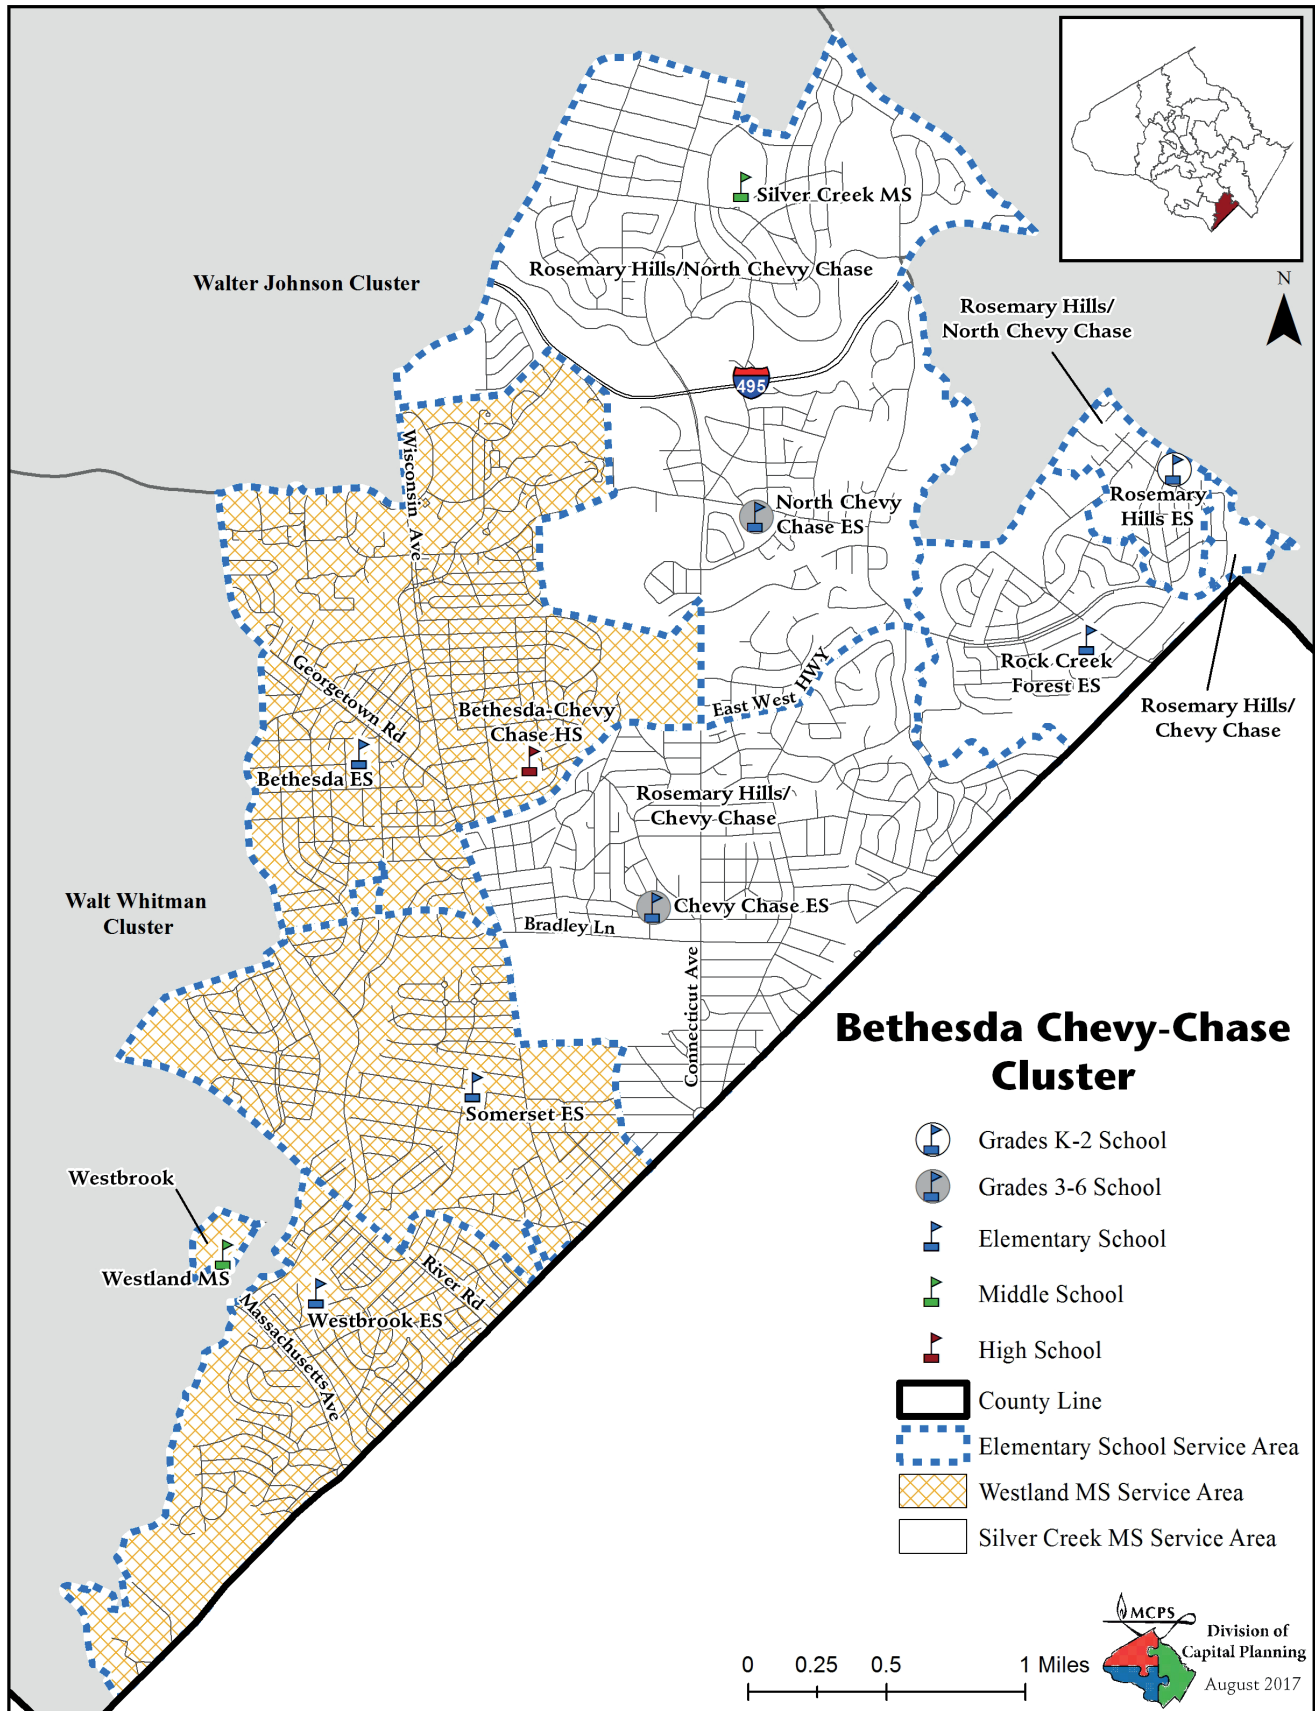 Silver Creek MS
Rosemary Hills/North Chevy Chase
Walter Johnson Cluster
N
Rosemary Hills/
North Chevy Chase
495
Wisconsin Ave
North Chevy
Chase ES
Rosemary
Hills ES
Georgetown Rd
Bethesda-Chevy
Chase HS
East West HWY
Rock Creek
Forest ES
Rosemary Hills/
Chevy Chase
Bethesda ES
Rosemary Hills/
Chevy Chase
Walt Whitman
Cluster
Chevy Chase ES
Bradley Ln
Connecticut Ave
Somerset ES
Westbrook
Westland MS
River Rd
Westbrook ES
Massachusetts Ave
Bethesda Chevy-Chase
Cluster
Grades K-2 School
Grades 3-6 School
Elementary School
Middle School
High School
County Line
Elementary School Service Area
Westland MS Service Area
Silver Creek MS Service Area
0 0.25 0.5 1 Miles
MCPS
Division of
Capital Planning
August 2017